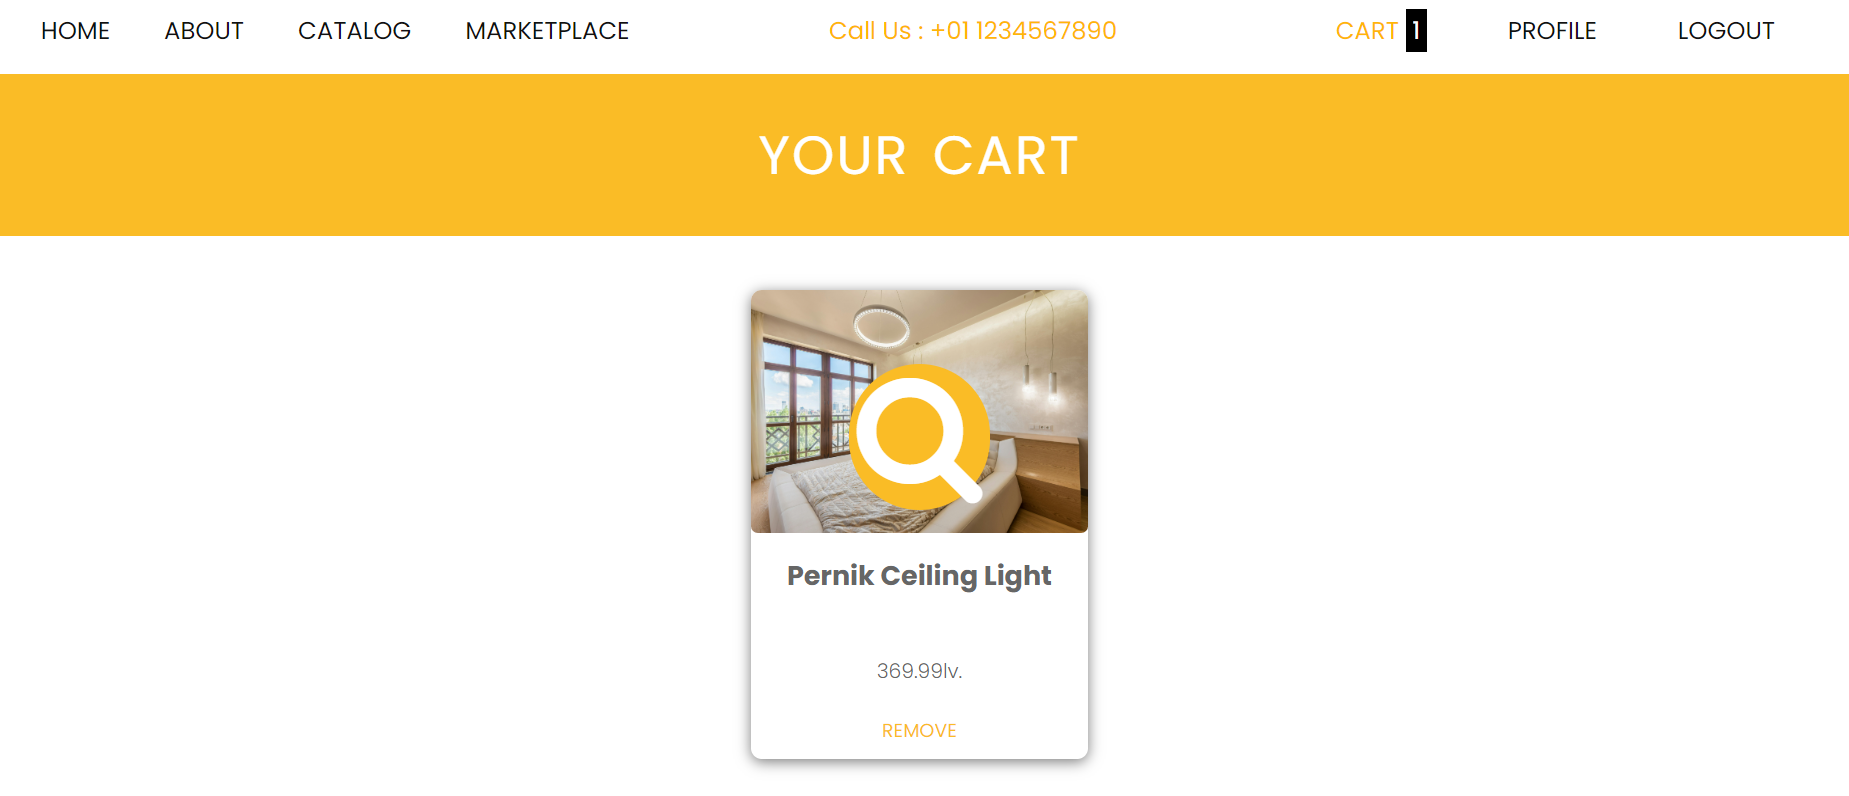 HOME ABOUT CATALOG MARKETPLACE Call Us : +01 1234567890 CART 1 PROFILE LOGOUT
YOUR CART
Pernik Ceiling Light
369.99lv.
REMOVE